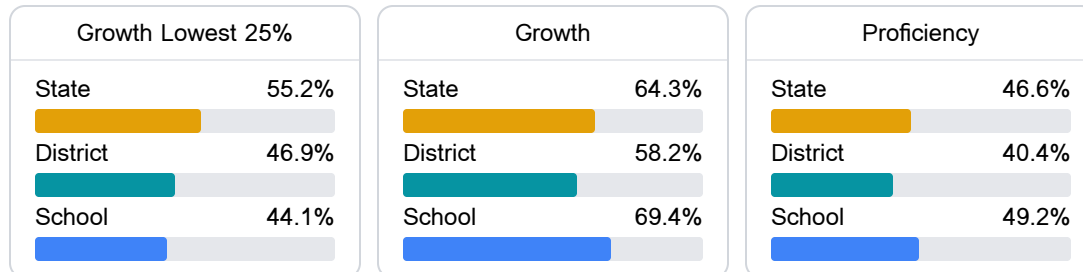 Growth Lowest 25%
State 55.2%
District 46.9%
School 44.1%
Growth
State 64.3%
District 58.2%
School 69.4%
Proficiency
State 46.6%
District 40.4%
School 49.2%